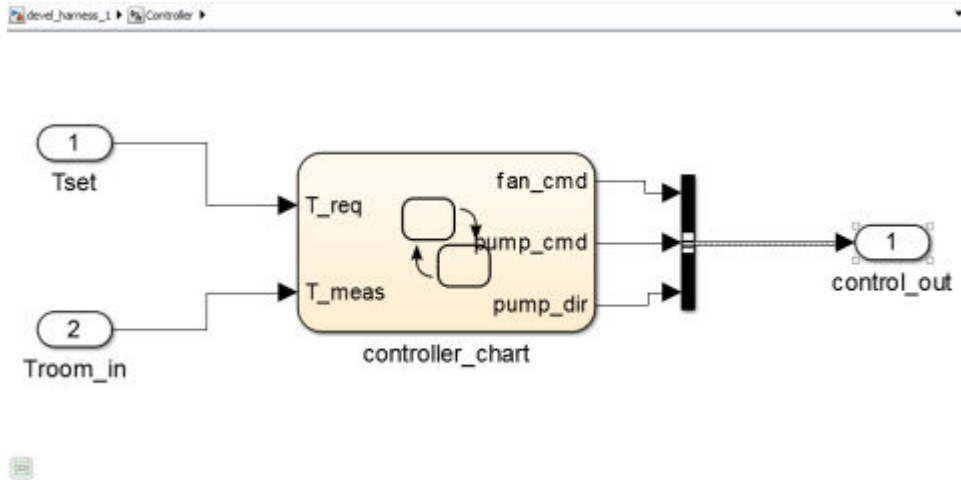 devel_harness_1 Controller
1
Tset
2
Troom_in
T_req
T_meas
fan_cmd
pump_cmd
pump_dir
controller_chart
1
control_out